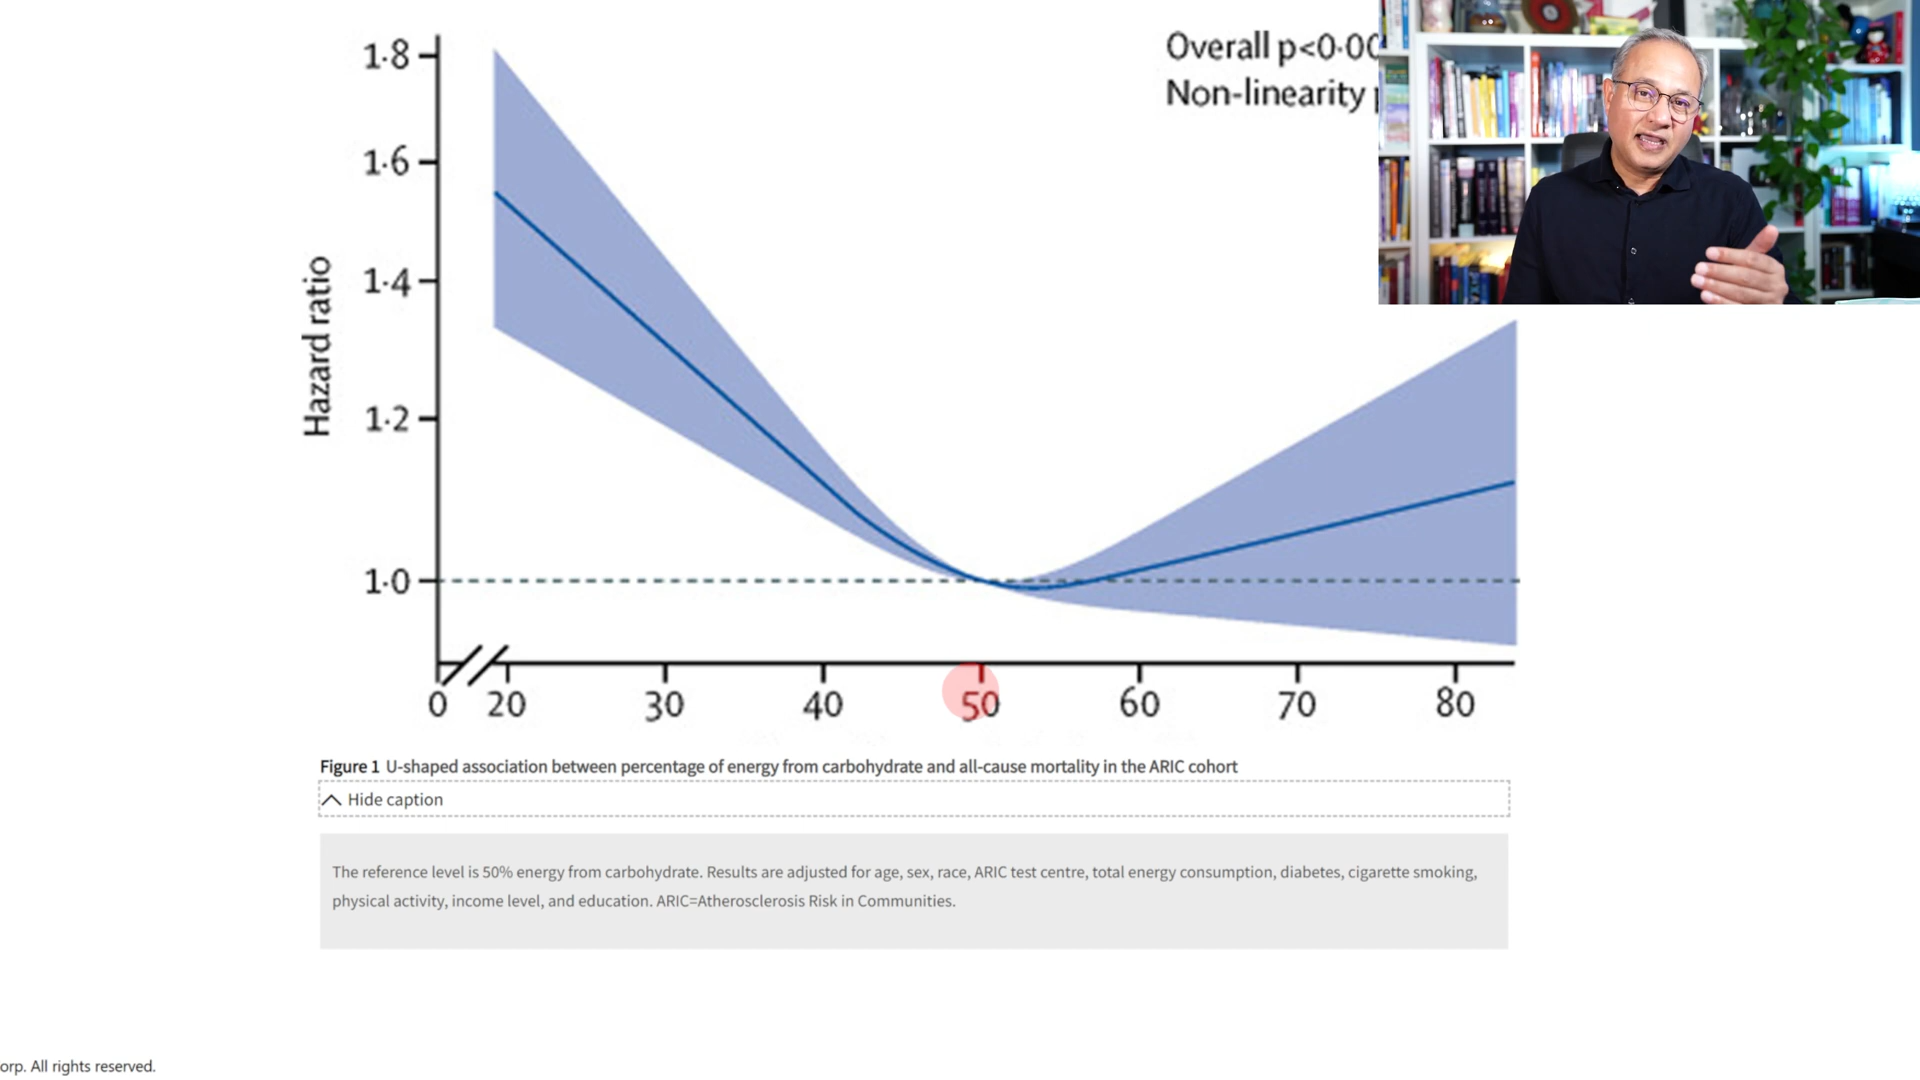 1·8
1·6
1·4
1·2
1·0
Hazard ratio
Overall p<0·00
Non-linearity
0 20 30 40 50 60 70 80
Figure 1 U-shaped association between percentage of energy from carbohydrate and all-cause mortality in the ARIC cohort
Hide caption
The reference level is 50% energy from carbohydrate. Results are adjusted for age, sex, race, ARIC test centre, total energy consumption, diabetes, cigarette smoking,
physical activity, income level, and education. ARIC=Atherosclerosis Risk in Communities.
orp. All rights reserved.